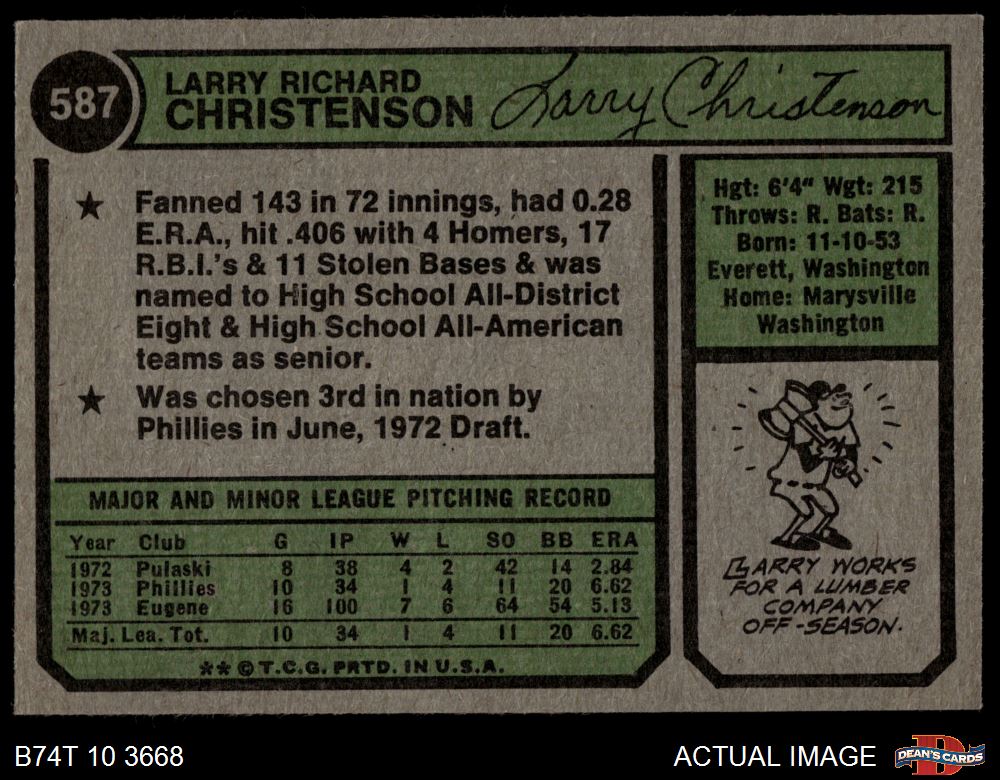 587
LARRY RICHARD
CHRISTENSON
Larry Christenson
★ Fanned 143 in 72 innings, had 0.28
E.R.A., hit .406 with 4 Homers, 17
R.B.I.'s & 11 Stolen Bases & was
named to High School All-District
Eight & High School All-American
teams as senior.
★ Was chosen 3rd in nation by
Phillies in June, 1972 Draft.
MAJOR AND MINOR LEAGUE PITCHING RECORD
Year Club G IP W L SO BB ERA
1972 Pulaski 8 38 4 2 42 14 2.84
1973 Phillies 10 34 1 4 11 20 6.62
1973 Eugene 16 100 7 6 64 54 5.13
Maj. Lea. Tot. 10 34 1 4 11 20 6.62
** © T.C.G. PRTD. IN U.S.A.
Hgt: 6'4" Wgt: 215
Throws: R. Bats: R.
Born: 11-10-53
Everett, Washington
Home: Marysville
Washington
LARRY WORKS
FOR A LUMBER
COMPANY
OFF-SEASON.
B74T 10 3668
ACTUAL IMAGE
D
DEAN'S CARDS